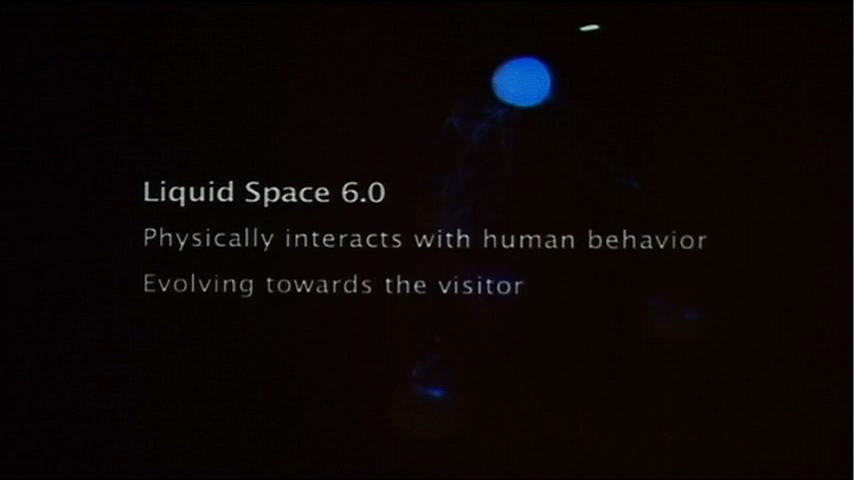 Liquid Space 6.0
Physically interacts with human behavior
Evolving towards the visitor